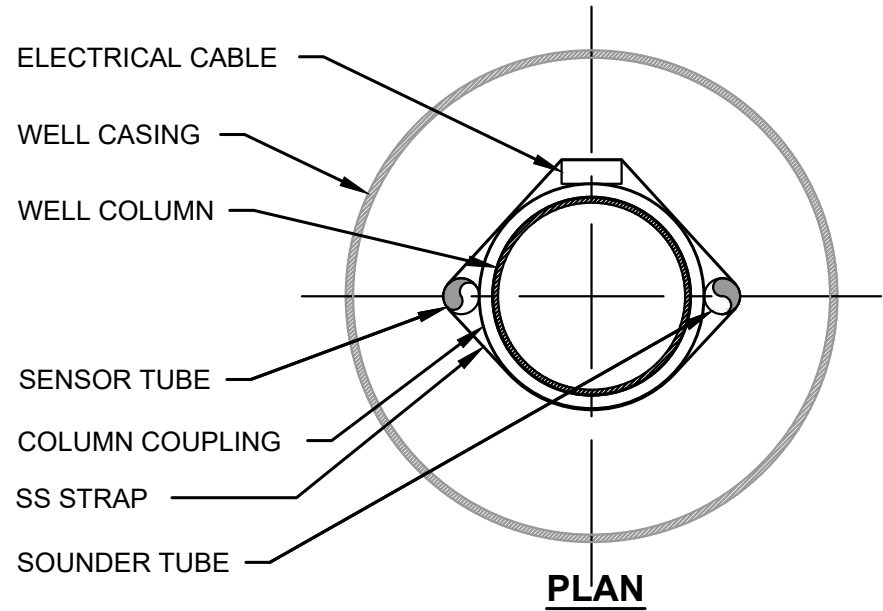 ELECTRICAL CABLE
WELL CASING
WELL COLUMN
SENSOR TUBE
COLUMN COUPLING
SS STRAP
SOUNDER TUBE
PLAN